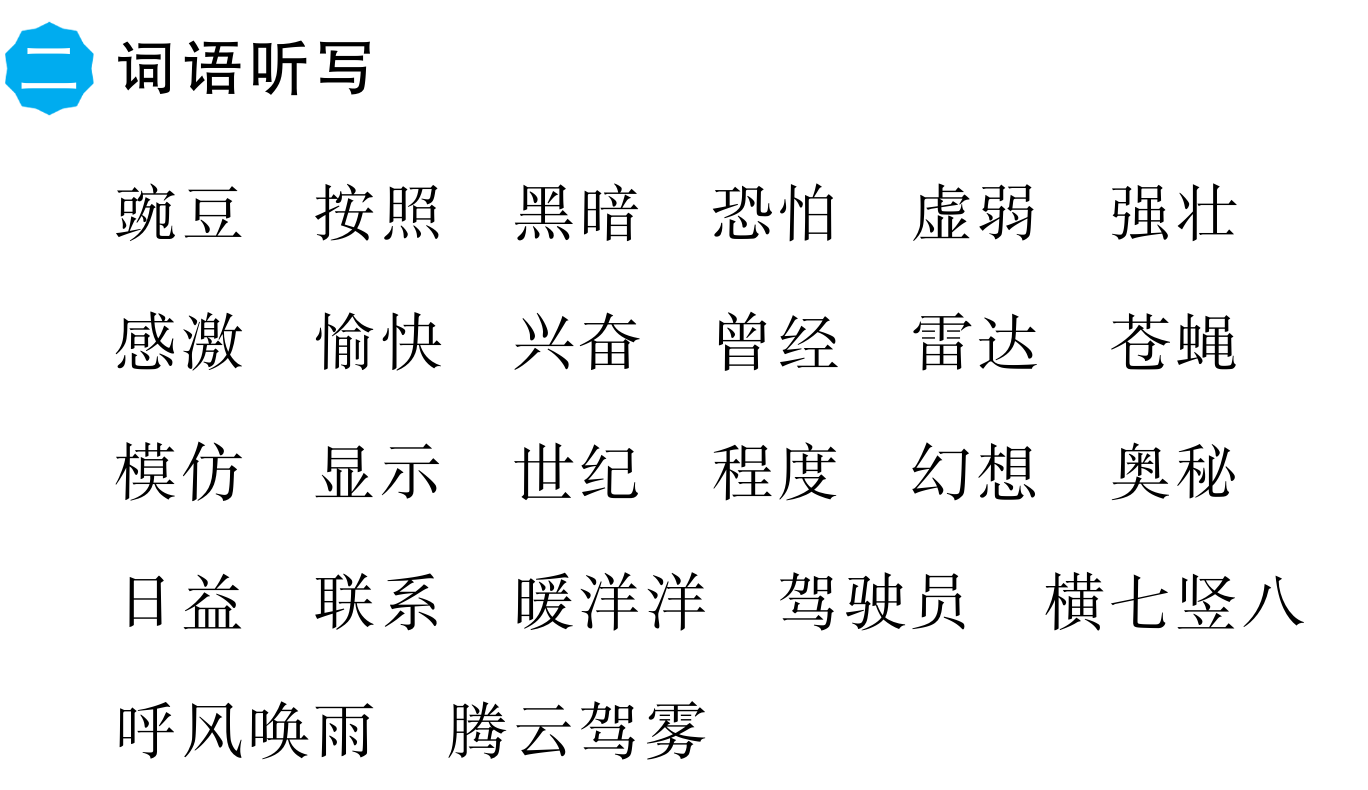 二 词语听写
豌豆 按照 黑暗 恐怕 虚弱 强壮
感激 愉快 兴奋 曾经 雷达 苍蝇
模仿 显示 世纪 程度 幻想 奥秘
日益 联系 暖洋洋 驾驶员 横七竖八
呼风唤雨 腾云驾雾